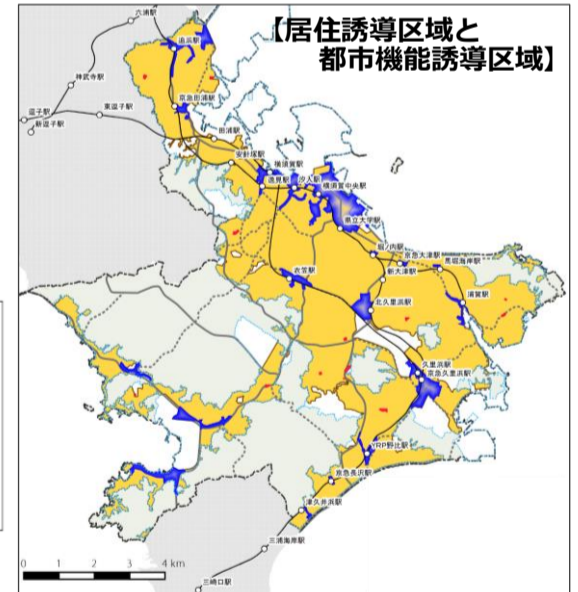 【居住誘導区域と
都市機能誘導区域】
六浦駅
追浜駅
神武寺駅
京急田浦駅
逗子駅
東逗子駅
新逗子駅
田浦駅
安針塚駅
横須賀駅
逸見駅
汐入駅
横須賀中央駅
県立大学駅
堀ノ内駅
京急大津駅
馬堀海岸駅
新大津駅
衣笠駅
浦賀駅
北久里浜駅
久里浜駅
京急久里浜駅
YRP野比駅
京急長沢駅
津久井浜駅
三浦海岸駅
三崎口駅
0 1 2 3 4 km